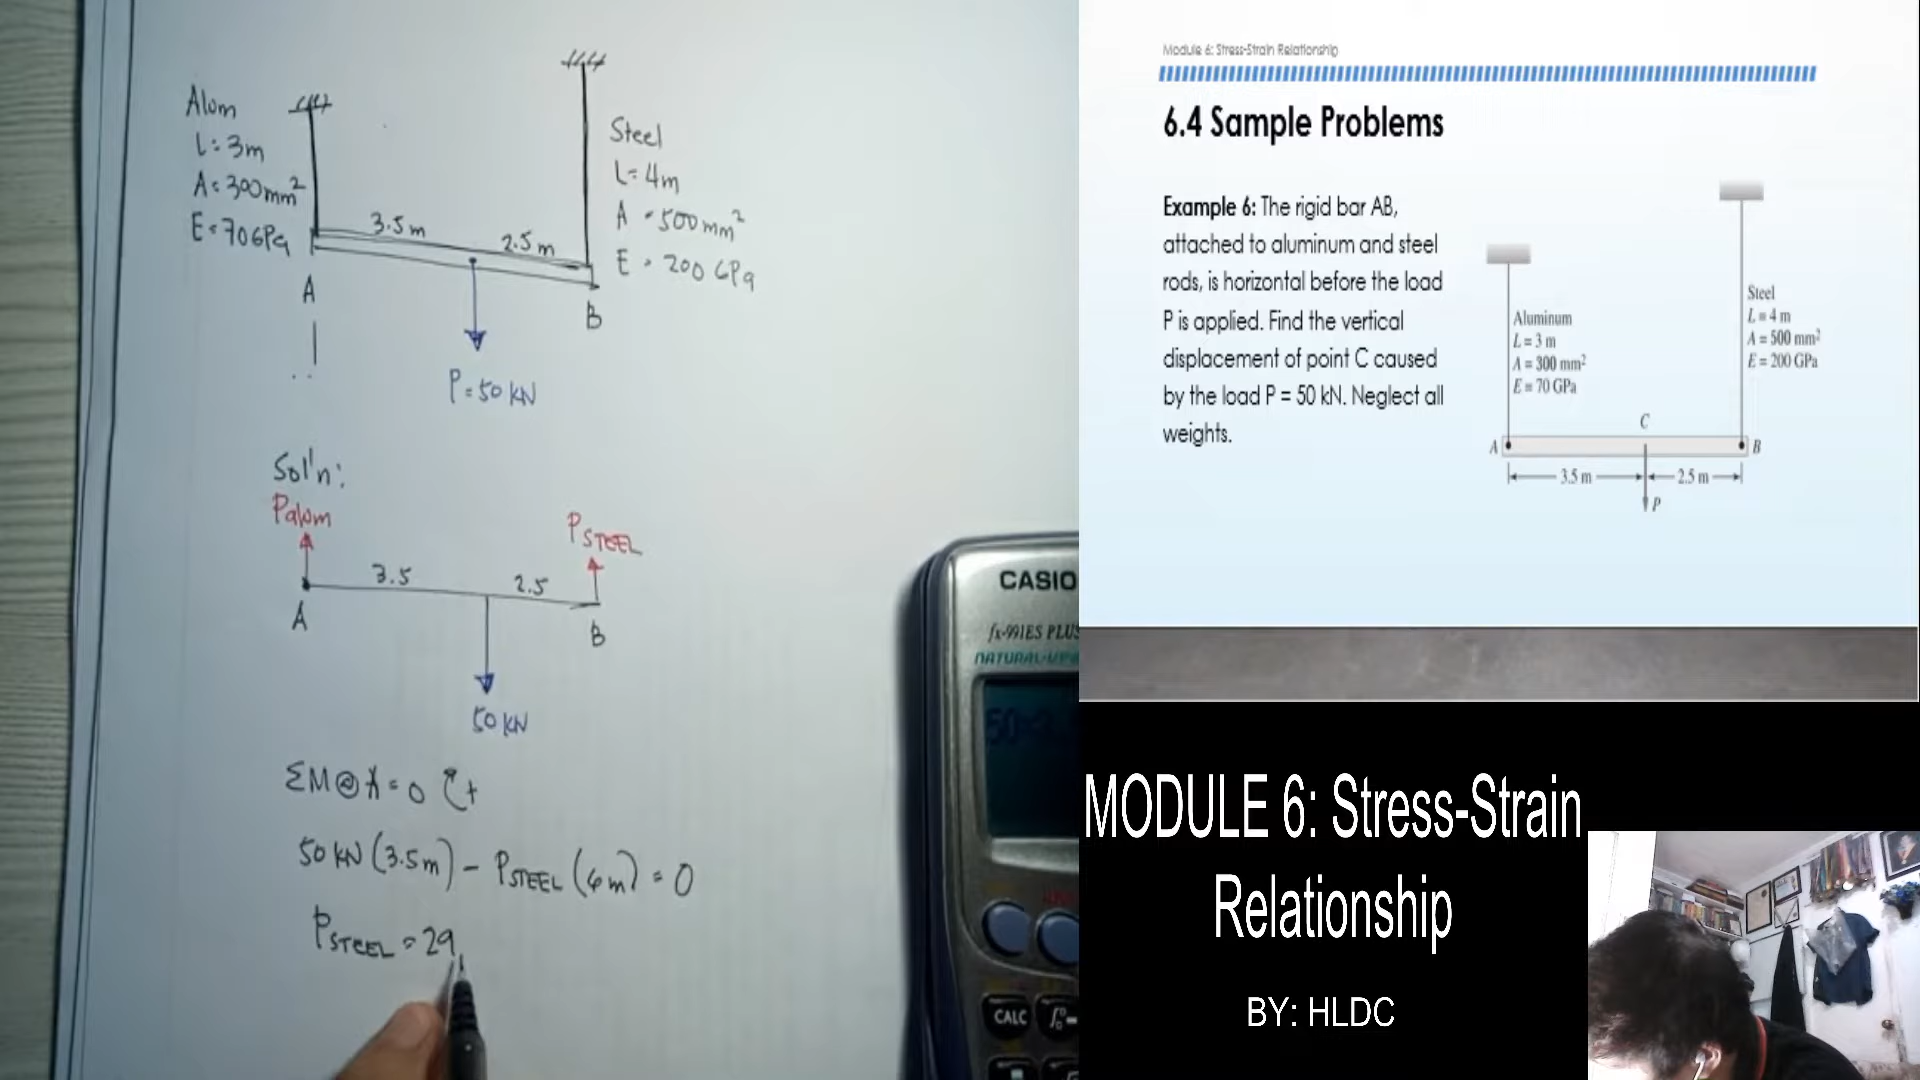 Alum
L=3m
A=300mm²
E=70GPa
Steel
L=4m
A=500mm²
E=200GPa
3.5m
2.5m
A
B
P=50KN
Sol'n:
Palum
PSTEEL
3.5
2.5
A
B
50KN
ΣM@A=0 +
50KN(3.5m)-PSTEEL(6m)=0
PSTEEL=29
CASIO
fx-991ES PLUS
CALC
Module 6: Stress-Strain Relationship
6.4 Sample Problems
Example 6: The rigid bar AB,
attached to aluminum and steel
rods, is horizontal before the load
P is applied. Find the vertical
displacement of point C caused
by the load P = 50 kN. Neglect all
weights.
Aluminum
L = 3 m
A = 300 mm²
E = 70 GPa
Steel
L = 4 m
A = 500 mm²
E = 200 GPa
C
A
B
3.5 m
2.5 m
P
MODULE 6: Stress-Strain
Relationship
BY: HLDC